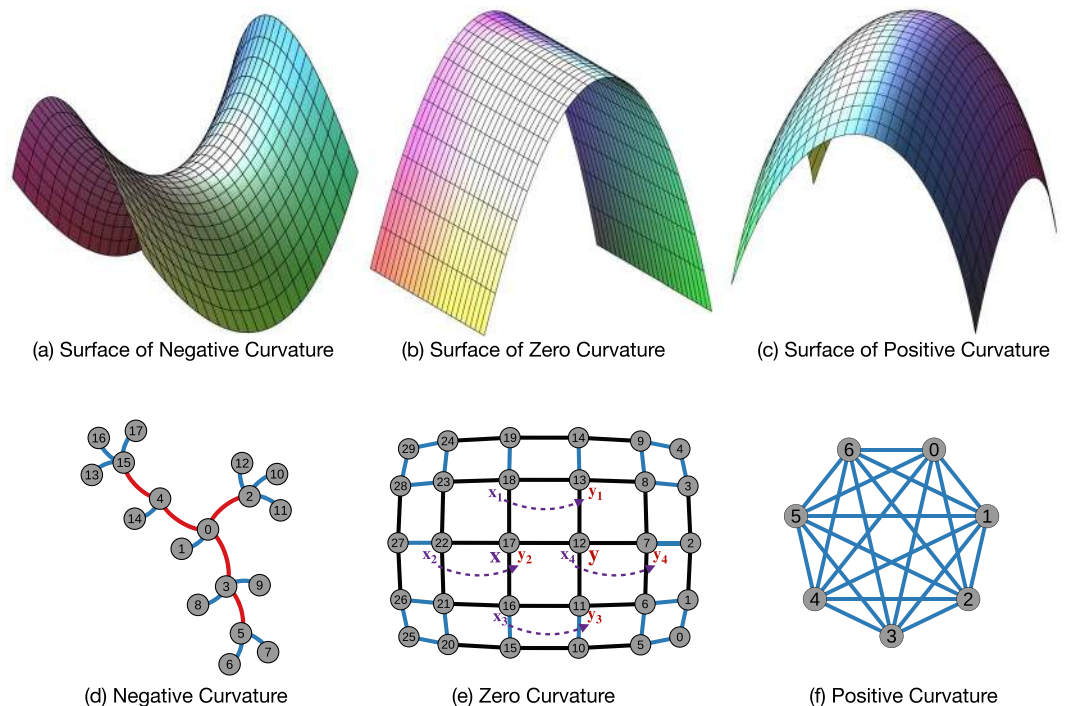 (a) Surface of Negative Curvature
(b) Surface of Zero Curvature
(c) Surface of Positive Curvature
17
16
15
13
12
10
4
2
14
11
0
1
3
9
8
5
7
6
29 24 19 14 9 4
28 23 18 13 8 3
x₁ y₁
27 22 17 12 7 2
x₂ x y₂ x₄ y y₄
26 21 16 11 6 1
x₃ y₃
25 20 15 10 5 0
6 0
5 1
4 2
3
(d) Negative Curvature
(e) Zero Curvature
(f) Positive Curvature